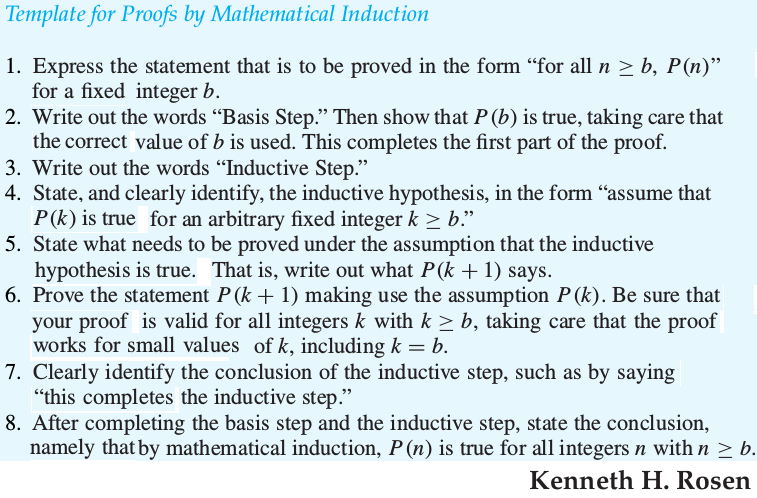 Template for Proofs by Mathematical Induction
1. Express the statement that is to be proved in the form “for all n ≥ b, P(n)”
for a fixed integer b.
2. Write out the words “Basis Step.” Then show that P(b) is true, taking care that
the correct value of b is used. This completes the first part of the proof.
3. Write out the words “Inductive Step.”
4. State, and clearly identify, the inductive hypothesis, in the form “assume that
P(k) is true for an arbitrary fixed integer k ≥ b.”
5. State what needs to be proved under the assumption that the inductive
hypothesis is true. That is, write out what P(k + 1) says.
6. Prove the statement P(k + 1) making use the assumption P(k). Be sure that
your proof is valid for all integers k with k ≥ b, taking care that the proof
works for small values of k, including k = b.
7. Clearly identify the conclusion of the inductive step, such as by saying
“this completes the inductive step.”
8. After completing the basis step and the inductive step, state the conclusion,
namely that by mathematical induction, P(n) is true for all integers n with n ≥ b.
Kenneth H. Rosen